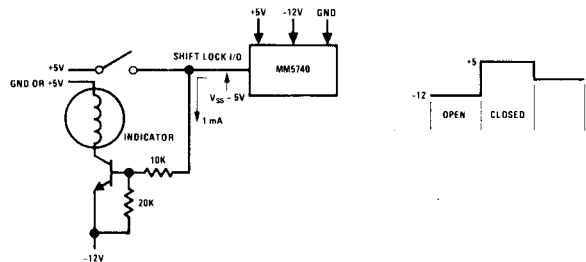 +5V -12V GND
+5V
SHIFT LOCK I/O
MM5740
GND OR +5V
VSS - 5V
1 mA
INDICATOR
10K
20K
-12V
+5
-12
OPEN CLOSED